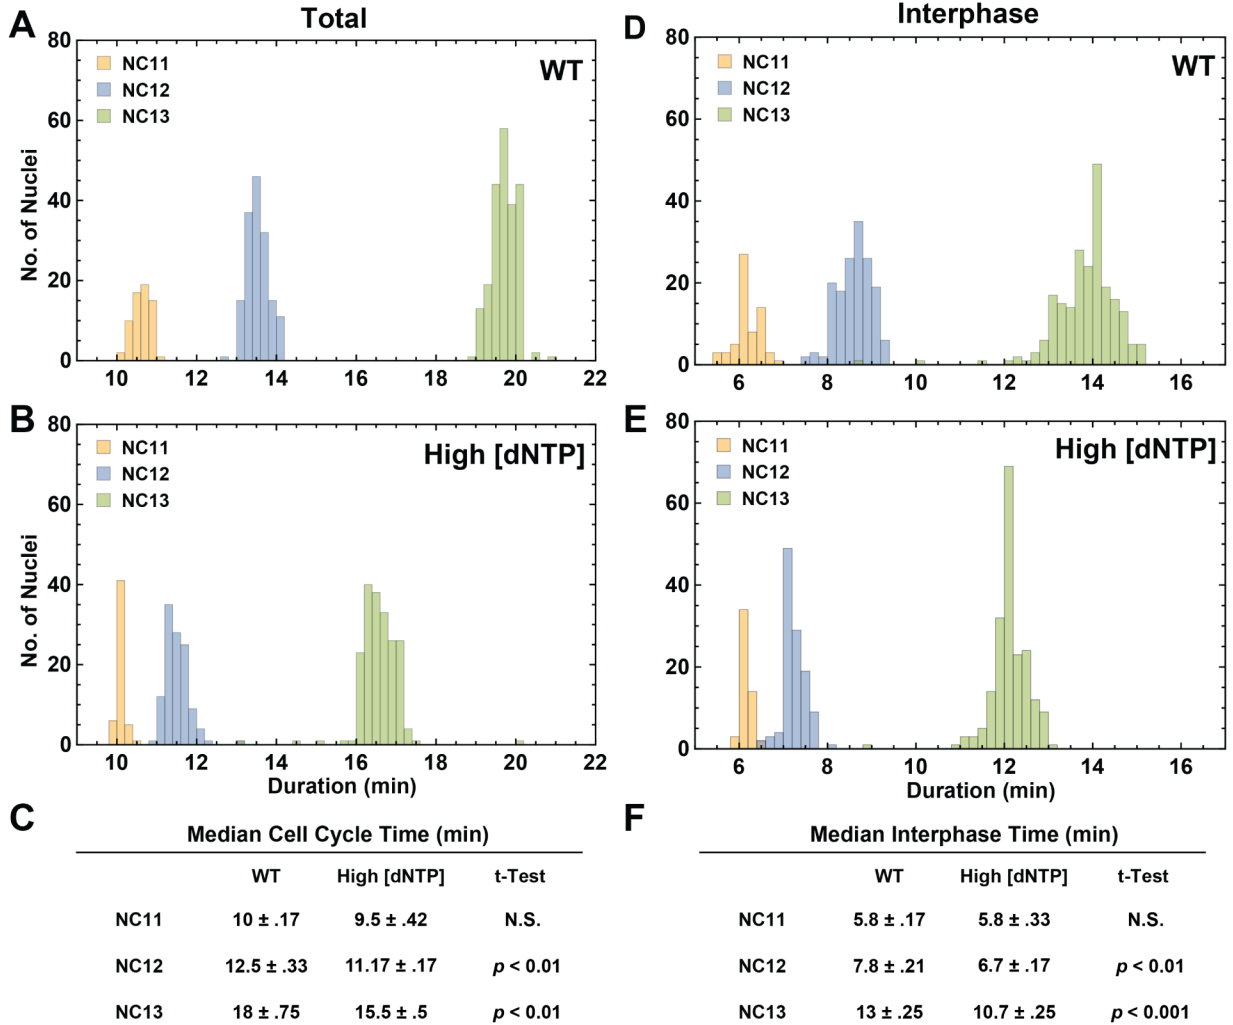 A
Total
80
60
40
20
0
No. of Nuclei
NC11
NC12
NC13
WT
10
12
14
16
18
20
22
B
80
60
40
20
0
No. of Nuclei
NC11
NC12
NC13
High [dNTP]
10
12
14
16
18
20
22
Duration (min)
C
Median Cell Cycle Time (min)
WT High [dNTP] t-Test
NC11 10 ± .17 9.5 ± .42 N.S.
NC12 12.5 ± .33 11.17 ± .17 p < 0.01
NC13 18 ± .75 15.5 ± .5 p < 0.01
D
Interphase
80
60
40
20
0
NC11
NC12
NC13
WT
6
8
10
12
14
16
E
80
60
40
20
0
NC11
NC12
NC13
High [dNTP]
6
8
10
12
14
16
Duration (min)
F
Median Interphase Time (min)
WT High [dNTP] t-Test
NC11 5.8 ± .17 5.8 ± .33 N.S.
NC12 7.8 ± .21 6.7 ± .17 p < 0.01
NC13 13 ± .25 10.7 ± .25 p < 0.001